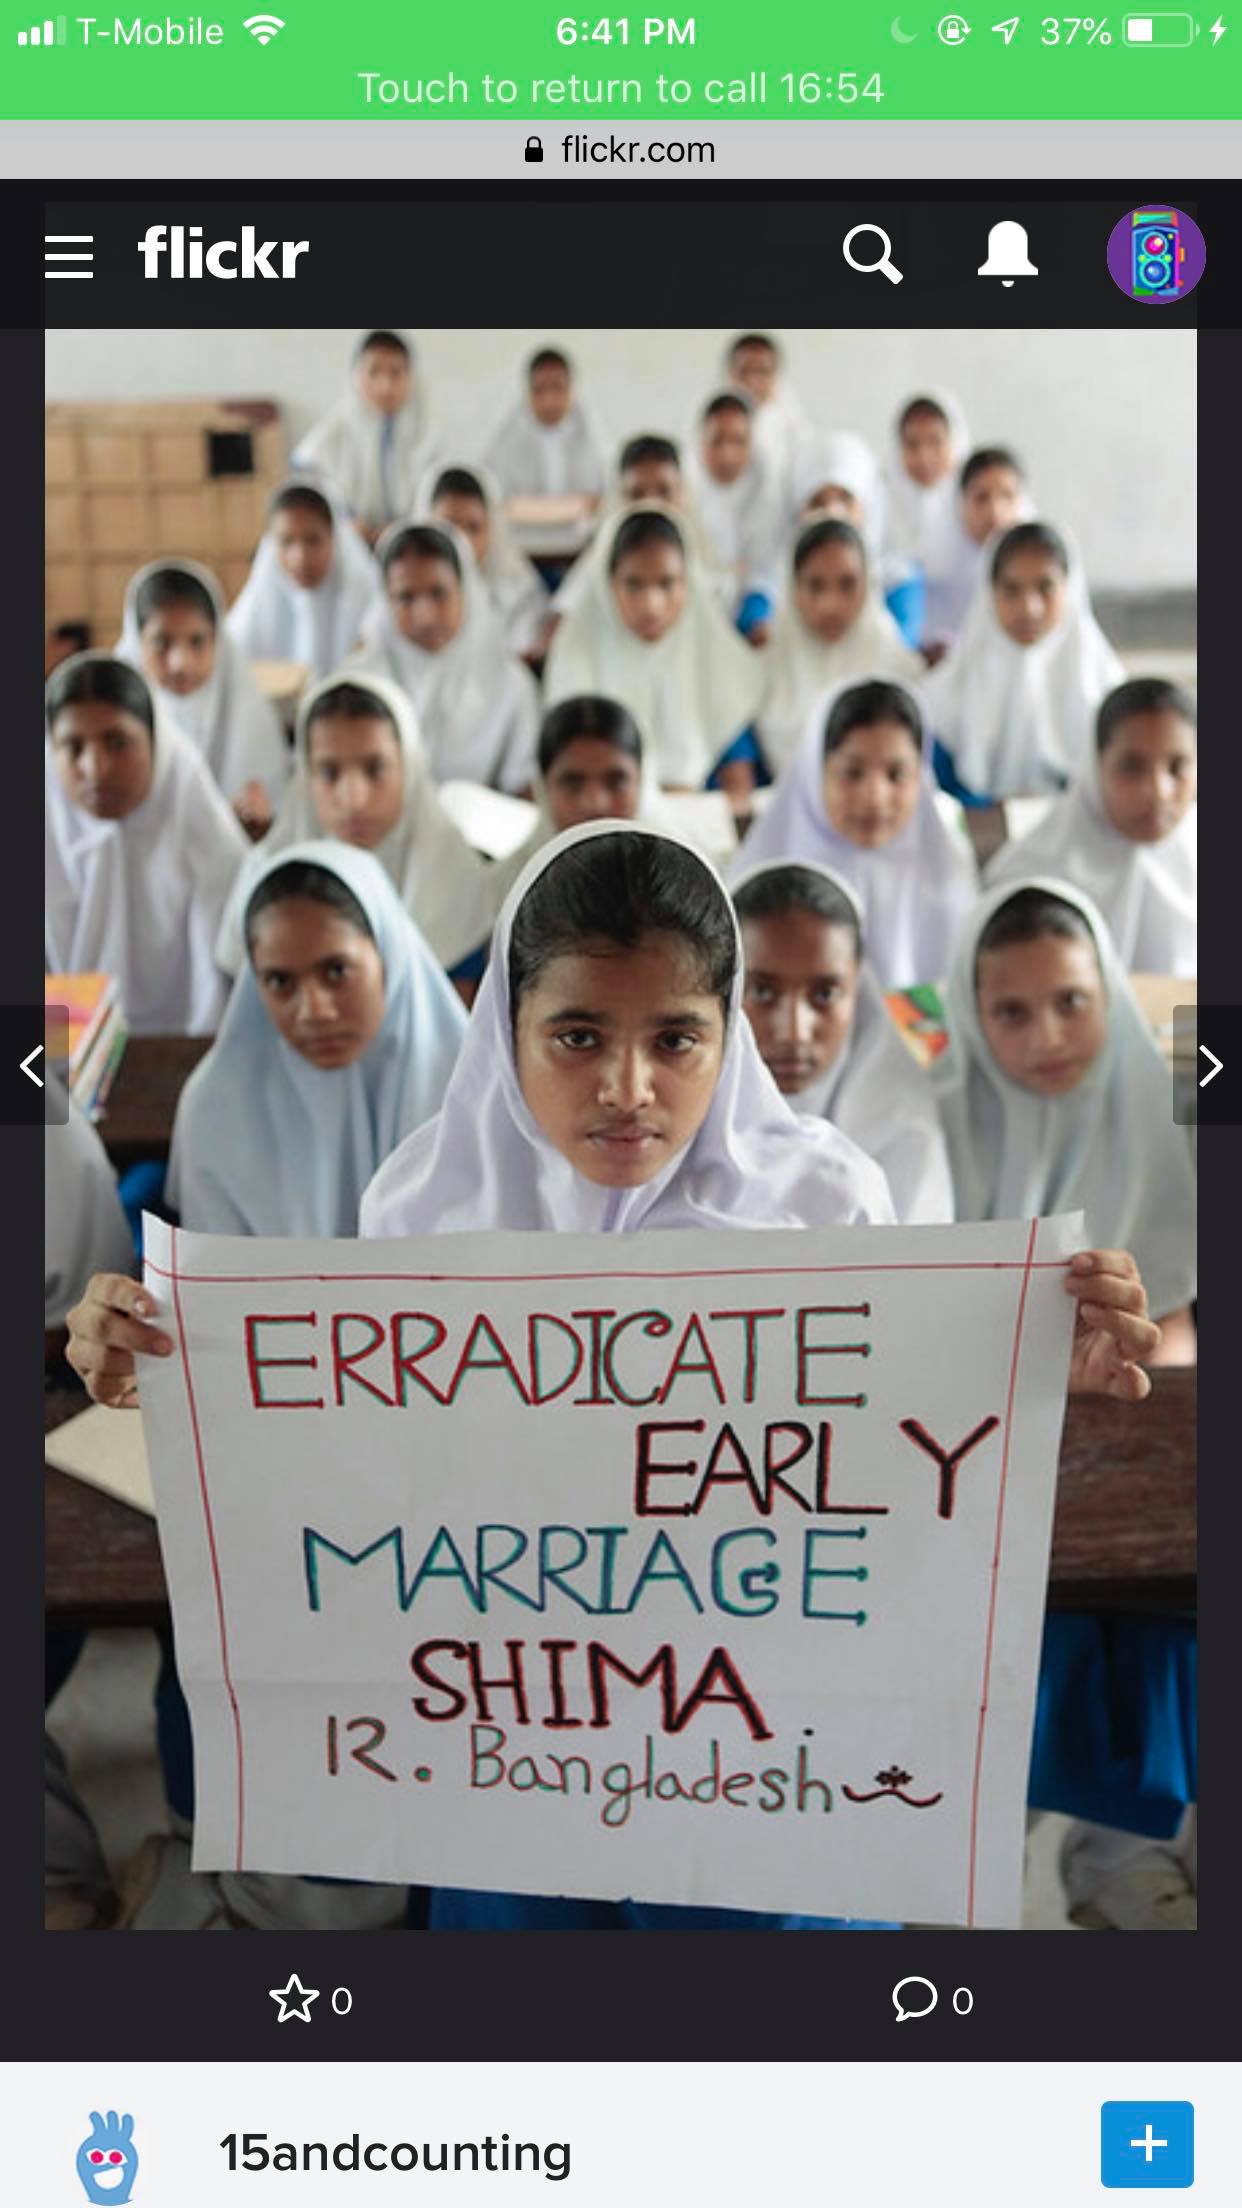 T-Mobile 6:41 PM 37%
Touch to return to call 16:54
flickr.com
flickr
ERRADICATE
EARLY
MARRIAGE
SHIMA
12. Bangladesh
0 0
15andcounting
+